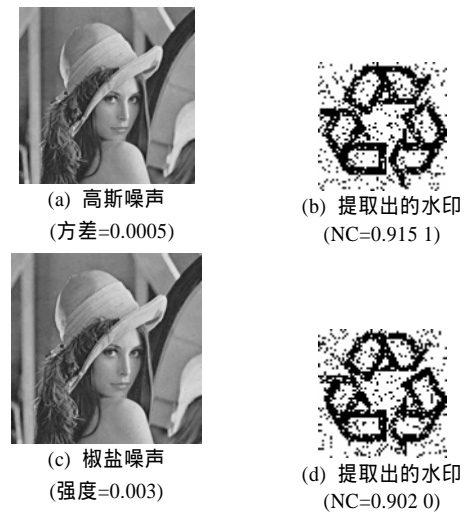 (a) 高斯噪声
(方差=0.0005)
(b) 提取出的水印
(NC=0.915 1)
(c) 椒盐噪声
(强度=0.003)
(d) 提取出的水印
(NC=0.902 0)